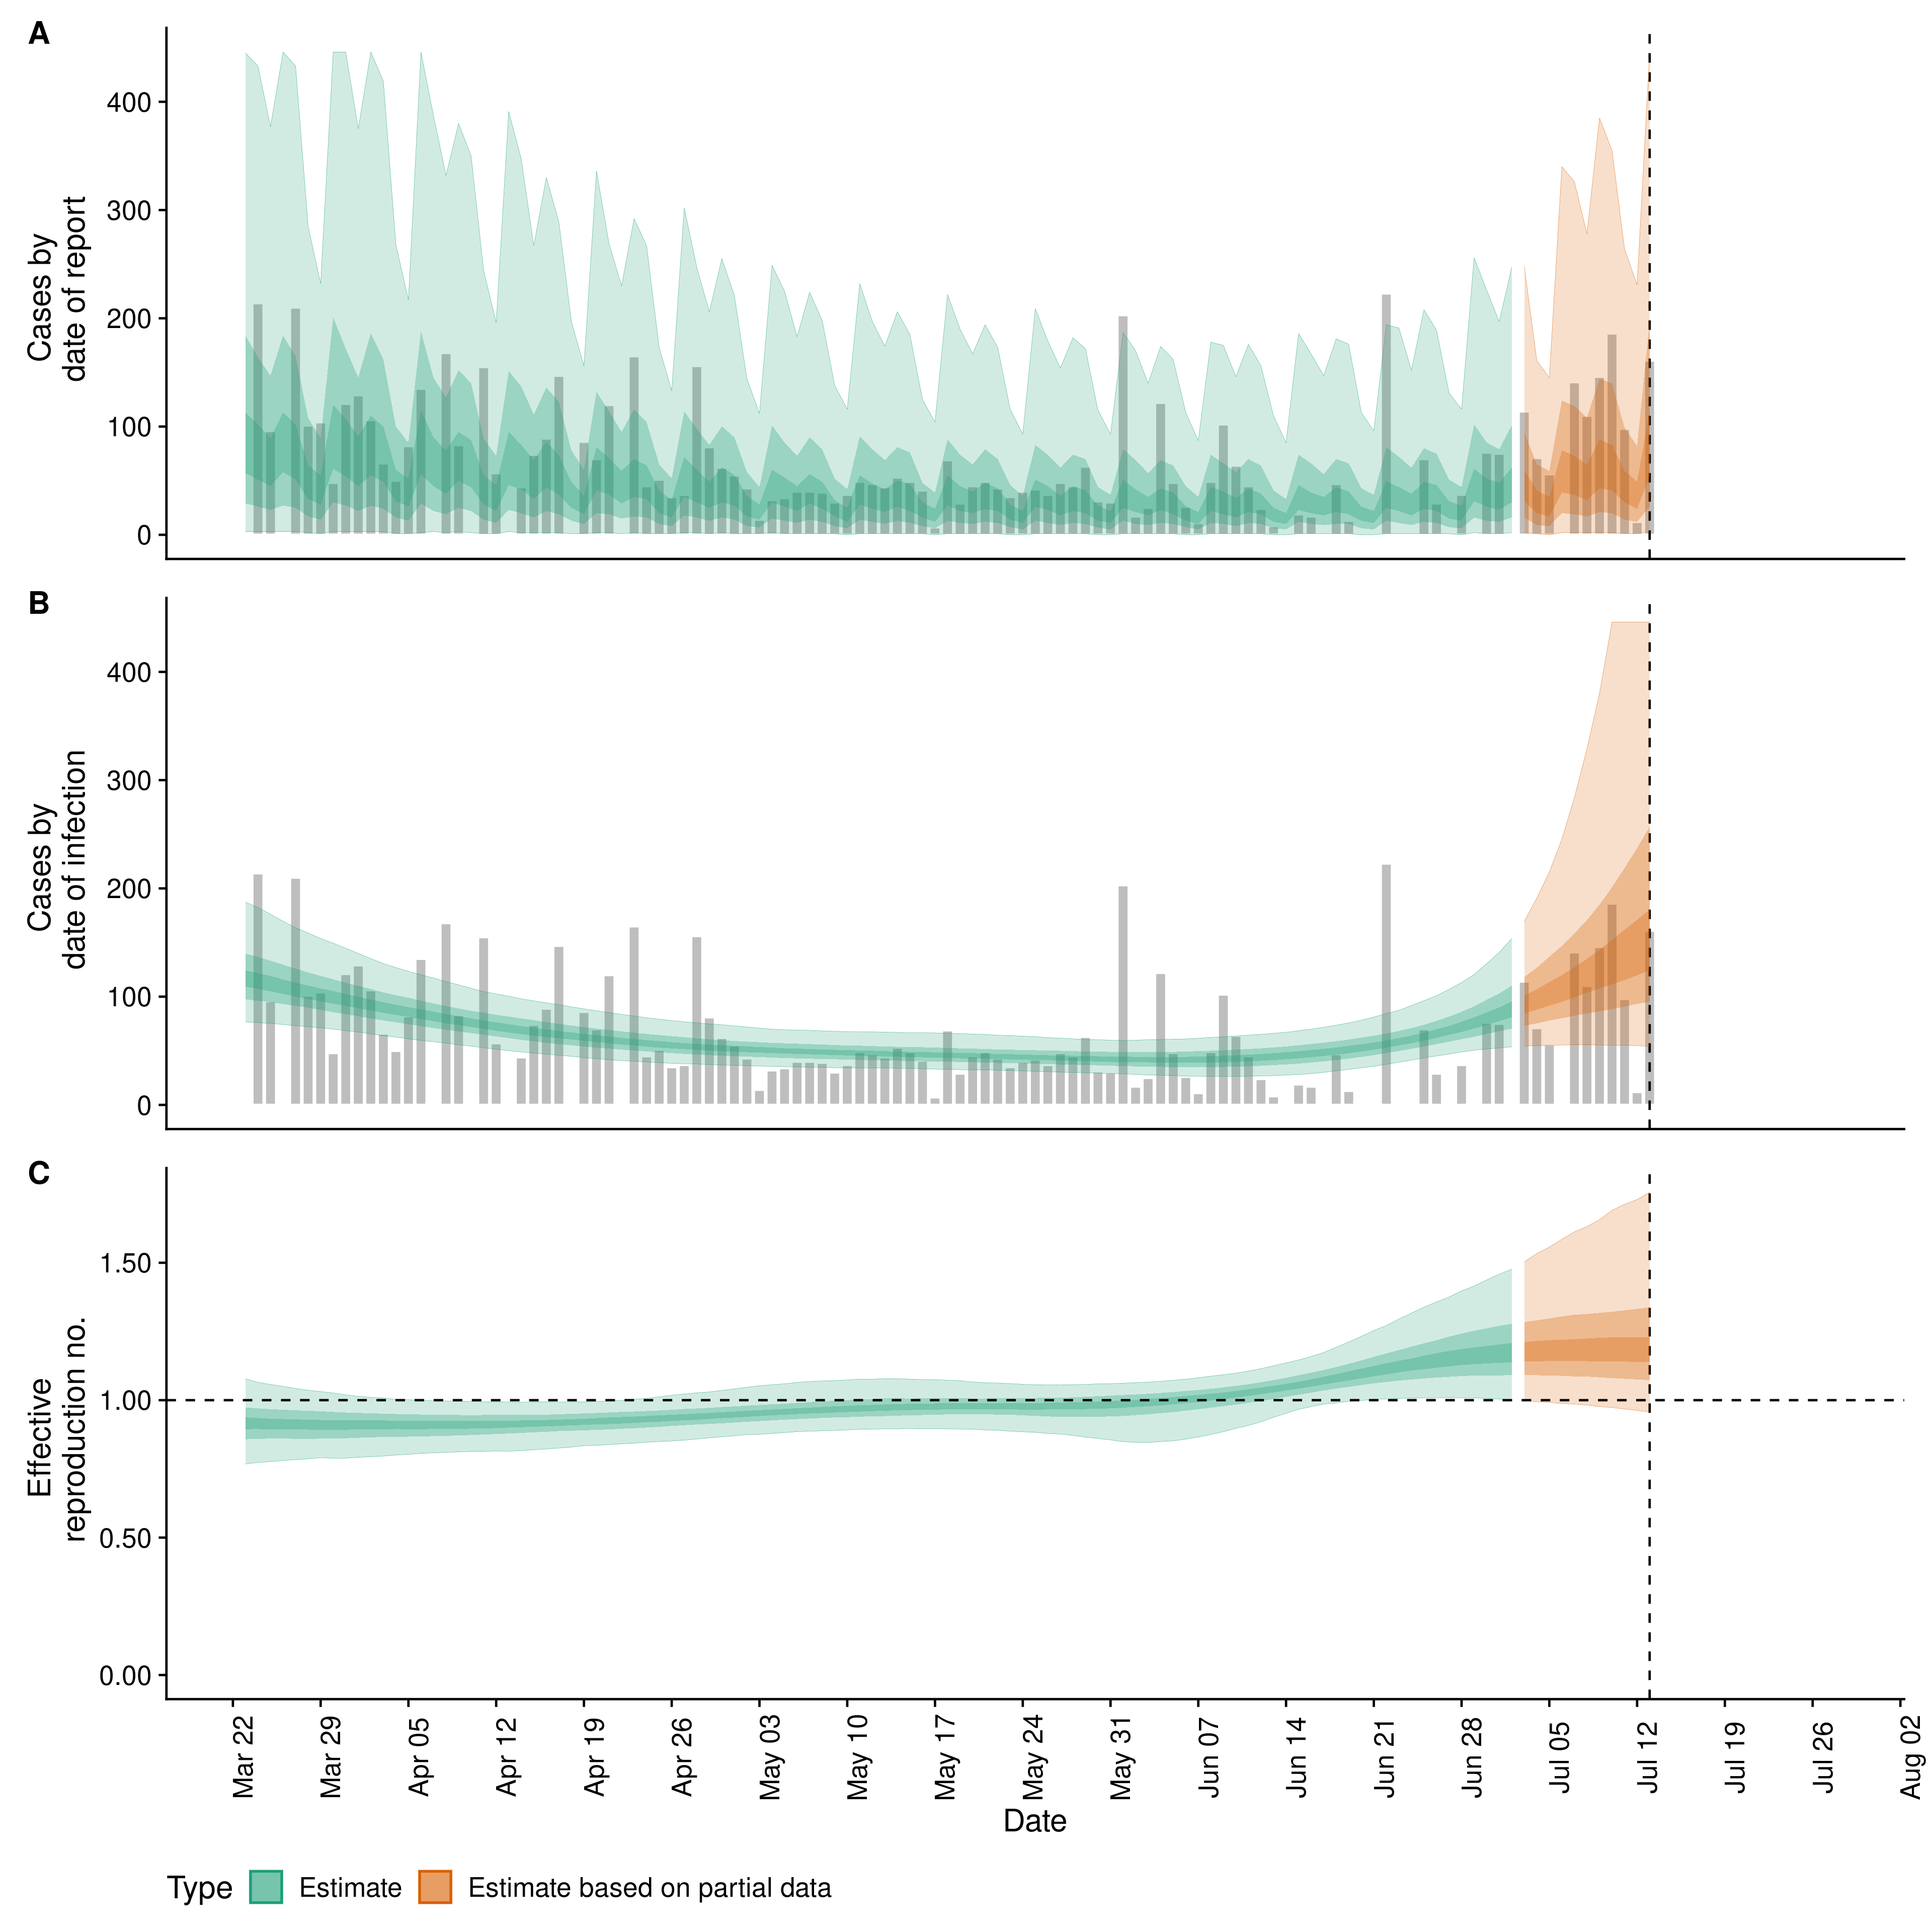 A
Cases by
date of report
400
300
200
100
0
B
Cases by
date of infection
400
300
200
100
0
C
Effective
reproduction no.
1.50
1.00
0.50
0.00
Mar 22
Mar 29
Apr 05
Apr 12
Apr 19
Apr 26
May 03
May 10
May 17
May 24
May 31
Jun 07
Jun 14
Jun 21
Jun 28
Jul 05
Jul 12
Jul 19
Jul 26
Aug 02
Date
Type Estimate Estimate based on partial data